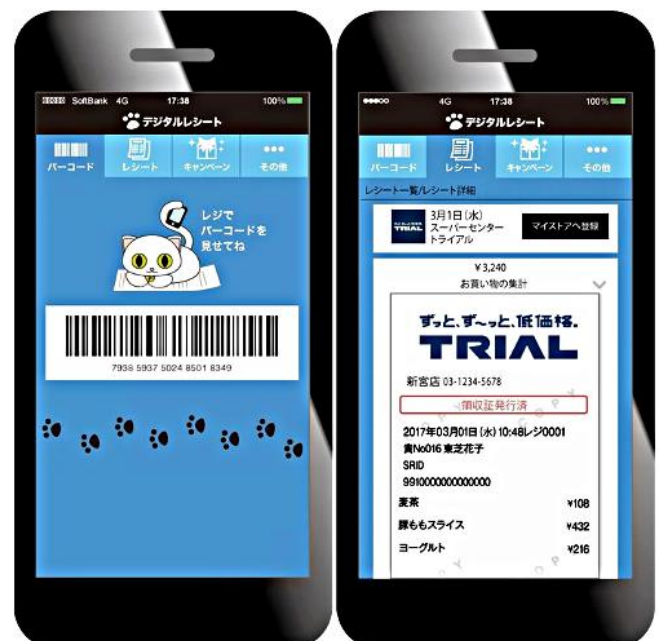 SoftBank 4G 17:38 100%
デジタルレシート
バーコード レシート キャンペーン その他
レジで
バーコードを
見せてね
7938 5937 5024 8501 8349
4G 17:38 100%
デジタルレシート
バーコード レシート キャンペーン その他
レシート一覧/レシート詳細
TRIAL
3月1日(水)
スーパーセンター
トライアル
マイストアへ登録
¥3,240
お買い物の集計
ずっと、ず〜っと、低価格。
TRIAL
新宮店 03-1234-5678
領収証発行済
COPY
2017年03月01日(水)10:48レジ0001
責No016 東芝花子
SRID
9910000000000000
麦茶 ¥108
豚ももスライス ¥432
ヨーグルト ¥216
COPY